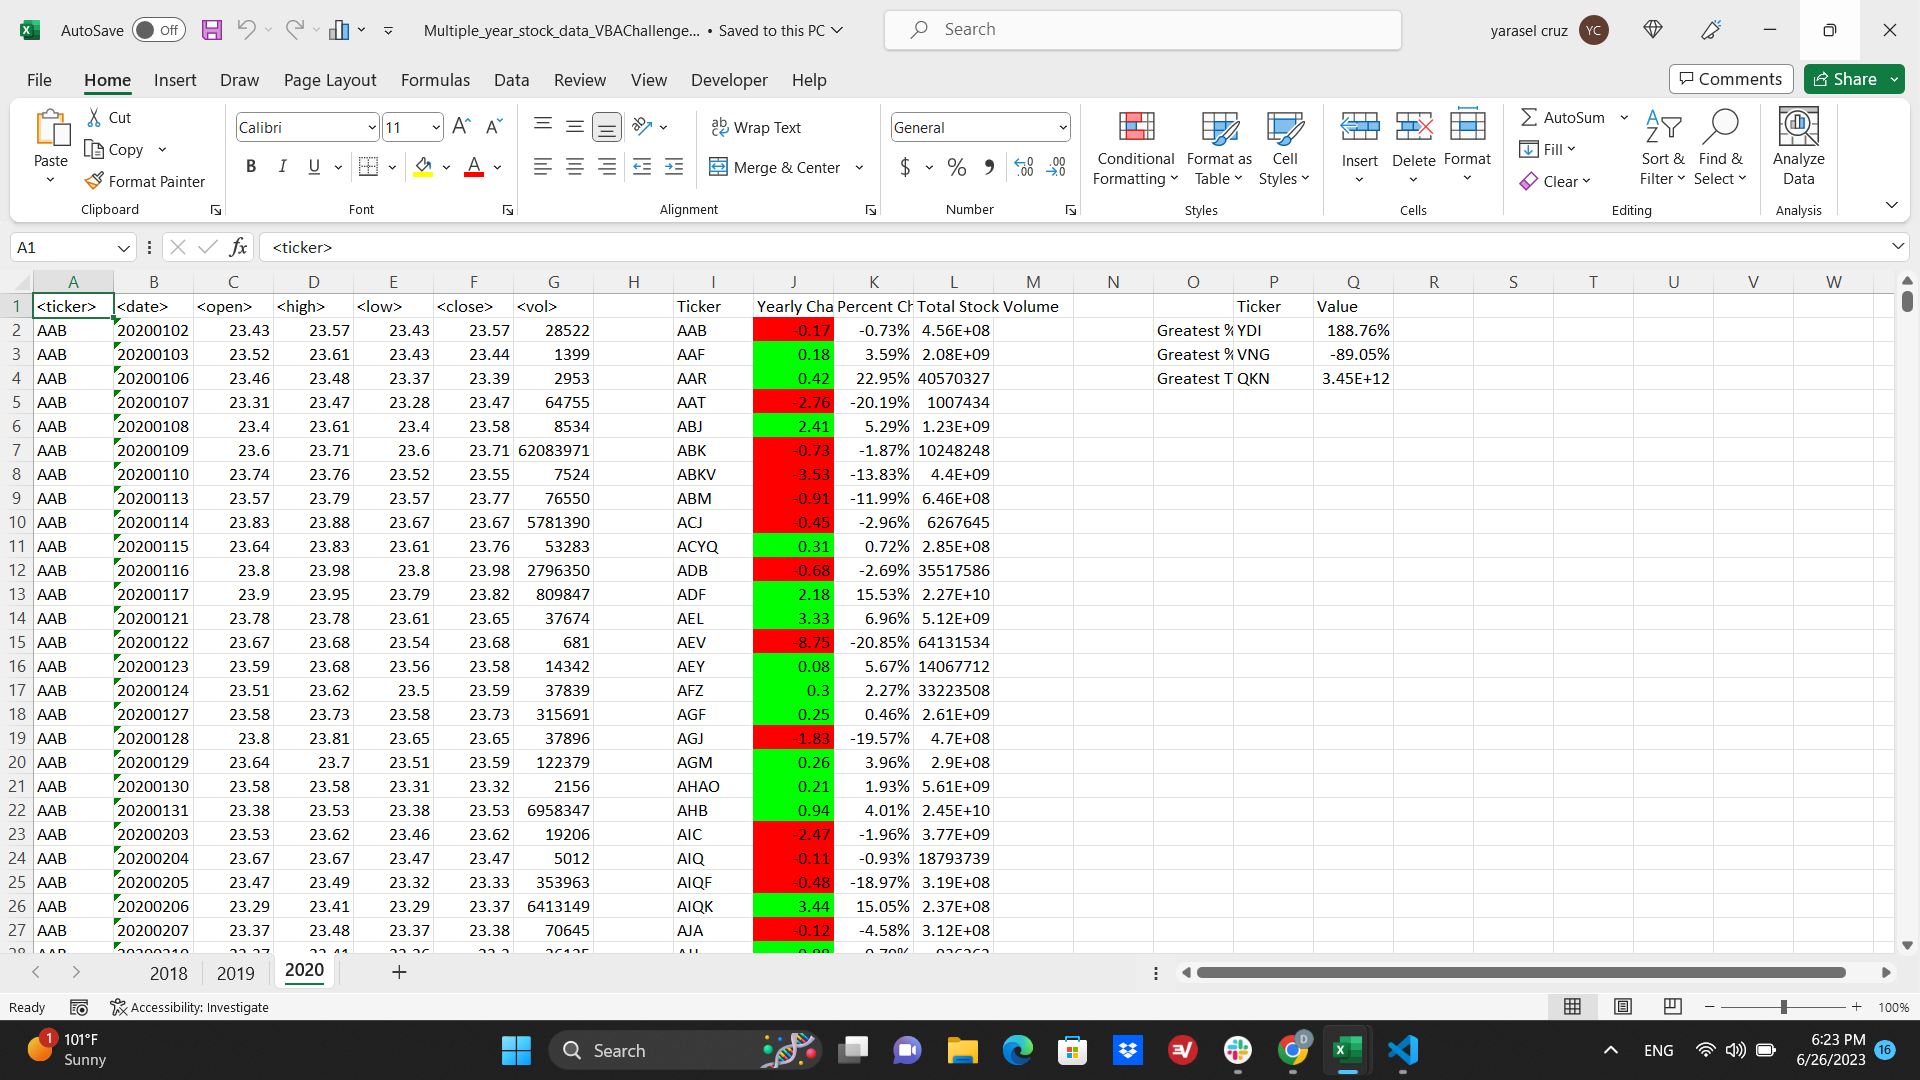 AutoSave Off Multiple_year_stock_data_VBAChallenge... • Saved to this PC Search yarasel cruz YC
File Home Insert Draw Page Layout Formulas Data Review View Developer Help Comments Share
Paste Cut Copy Format Painter Clipboard
Calibri 11 B I U A Font
Wrap Text Merge & Center Alignment
General $ % Number
Conditional Formatting Format as Table Cell Styles Styles
Insert Delete Format Cells
AutoSum Fill Clear Sort & Filter Find & Select Editing
Analyze Data Analysis
A1 fx <ticker>
A B C D E F G H I J K L M N O P Q R S T U V W
1 <ticker> <date> <open> <high> <low> <close> <vol> Ticker Yearly Cha Percent Ch Total Stock Volume Ticker Value
2 AAB 20200102 23.43 23.57 23.43 23.57 28522 AAB -0.17 -0.73% 4.56E+08 Greatest % YDI 188.76%
3 AAB 20200103 23.52 23.61 23.43 23.44 1399 AAF 0.18 3.59% 2.08E+09 Greatest % VNG -89.05%
4 AAB 20200106 23.46 23.48 23.37 23.39 2953 AAR 0.42 22.95% 40570327 Greatest T QKN 3.45E+12
5 AAB 20200107 23.31 23.47 23.28 23.47 64755 AAT -2.76 -20.19% 1007434
6 AAB 20200108 23.4 23.61 23.4 23.58 8534 ABJ 2.41 5.29% 1.23E+09
7 AAB 20200109 23.6 23.71 23.6 23.71 62083971 ABK -0.73 -1.87% 10248248
8 AAB 20200110 23.74 23.76 23.52 23.55 7524 ABKV -3.53 -13.83% 4.4E+09
9 AAB 20200113 23.57 23.79 23.57 23.77 76550 ABM -0.91 -11.99% 6.46E+08
10 AAB 20200114 23.83 23.88 23.67 23.67 5781390 ACJ -0.45 -2.96% 6267645
11 AAB 20200115 23.64 23.83 23.61 23.76 53283 ACYQ 0.31 0.72% 2.85E+08
12 AAB 20200116 23.8 23.98 23.8 23.98 2796350 ADB -0.68 -2.69% 35517586
13 AAB 20200117 23.9 23.95 23.79 23.82 809847 ADF 2.18 15.53% 2.27E+10
14 AAB 20200121 23.78 23.78 23.61 23.65 37674 AEL 3.33 6.96% 5.12E+09
15 AAB 20200122 23.67 23.68 23.54 23.68 681 AEV -8.75 -20.85% 64131534
16 AAB 20200123 23.59 23.68 23.56 23.58 14342 AEY 0.08 5.67% 14067712
17 AAB 20200124 23.51 23.62 23.5 23.59 37839 AFZ 0.3 2.27% 33223508
18 AAB 20200127 23.58 23.73 23.58 23.73 315691 AGF 0.25 0.46% 2.61E+09
19 AAB 20200128 23.8 23.81 23.65 23.65 37896 AGJ -1.83 -19.57% 4.7E+08
20 AAB 20200129 23.64 23.7 23.51 23.59 122379 AGM 0.26 3.96% 2.9E+08
21 AAB 20200130 23.58 23.58 23.31 23.32 2156 AHAO 0.21 1.93% 5.61E+09
22 AAB 20200131 23.38 23.53 23.38 23.53 6958347 AHB 0.94 4.01% 2.45E+10
23 AAB 20200203 23.53 23.62 23.46 23.62 19206 AIC -2.47 -1.96% 3.77E+09
24 AAB 20200204 23.67 23.67 23.47 23.47 5012 AIQ -0.11 -0.93% 18793739
25 AAB 20200205 23.47 23.49 23.32 23.33 353963 AIQF -0.48 -18.97% 3.19E+08
26 AAB 20200206 23.29 23.41 23.29 23.37 6413149 AIQK 3.44 15.05% 2.37E+08
27 AAB 20200207 23.37 23.48 23.37 23.38 70645 AJA -0.12 -4.58% 3.12E+08
2018 2019 2020
Ready Accessibility: Investigate 100%
1 101°F Sunny Search D ENG 6:23 PM 6/26/2023 16